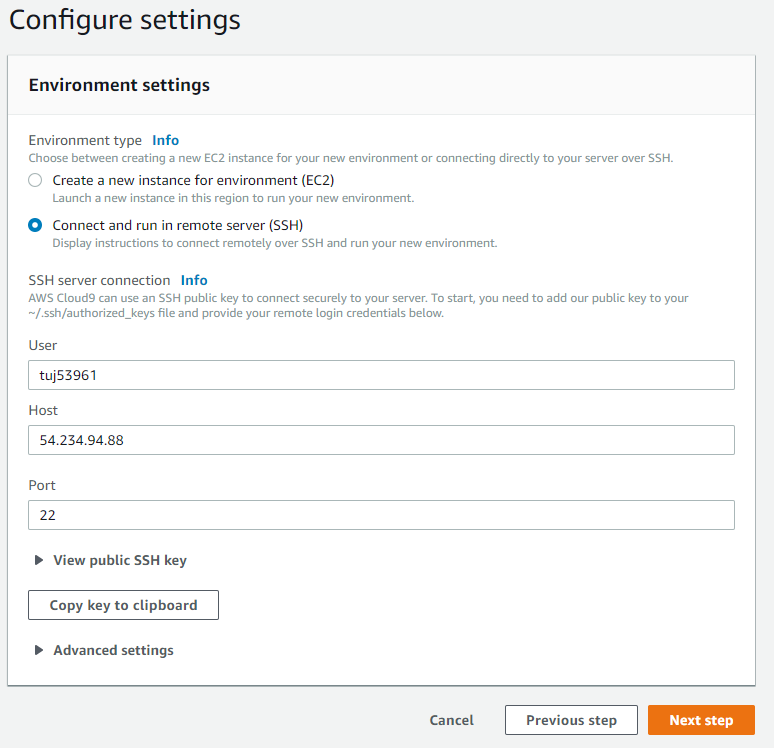 Configure settings
Environment settings
Environment type Info
Choose between creating a new EC2 instance for your new environment or connecting directly to your server over SSH.
Create a new instance for environment (EC2)
Launch a new instance in this region to run your new environment.
Connect and run in remote server (SSH)
Display instructions to connect remotely over SSH and run your new environment.
SSH server connection Info
AWS Cloud9 can use an SSH public key to connect securely to your server. To start, you need to add our public key to your
~/.ssh/authorized_keys file and provide your remote login credentials below.
User
tuj53961
Host
54.234.94.88
Port
22
View public SSH key
Copy key to clipboard
Advanced settings
Cancel Previous step Next step